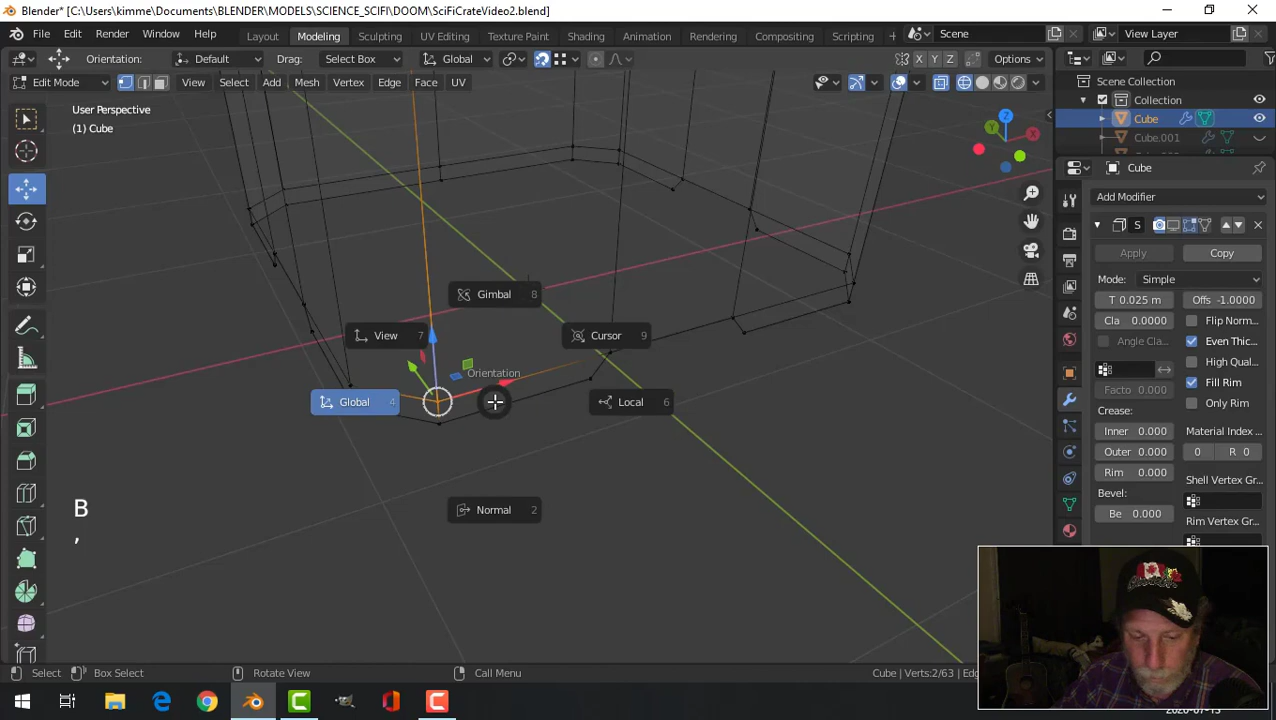 Blender* [C:\Users\kimme\Documents\BLENDER\MODELS\SCIENCE_SCIFI\DOOM\SciFiCrateVideo2.blend]
File Edit Render Window Help Layout Modeling Sculpting UV Editing Texture Paint Shading Animation Rendering Compositing Scripting + Scene View Layer
Orientation: Default Drag: Select Box Global X Y Z Options
Edit Mode View Select Add Mesh Vertex Edge Face UV
User Perspective
(1) Cube
Z
Y
X
Scene Collection
Collection
Cube
Cube.001
Cube
Add Modifier
S
Apply Copy
Mode: Simple
T 0.025 m Offs -1.0000
Cla 0.0000 Flip Norm...
Angle Cla... Even Thic...
High Qual...
Facto 0.000 Fill Rim
Only Rim
Crease:
Inner 0.000 Material Index ...
Outer 0.000 0 R 0
Rim 0.000 Shell Vertex Gr...
Bevel:
Be 0.000 Rim Vertex Gr...
Gimbal 8
View 7 Cursor 9
Orientation
Global 4 Local 6
Normal 2
B
,
Select Box Select Rotate View Call Menu Cube | Verts:2/63 | Edg